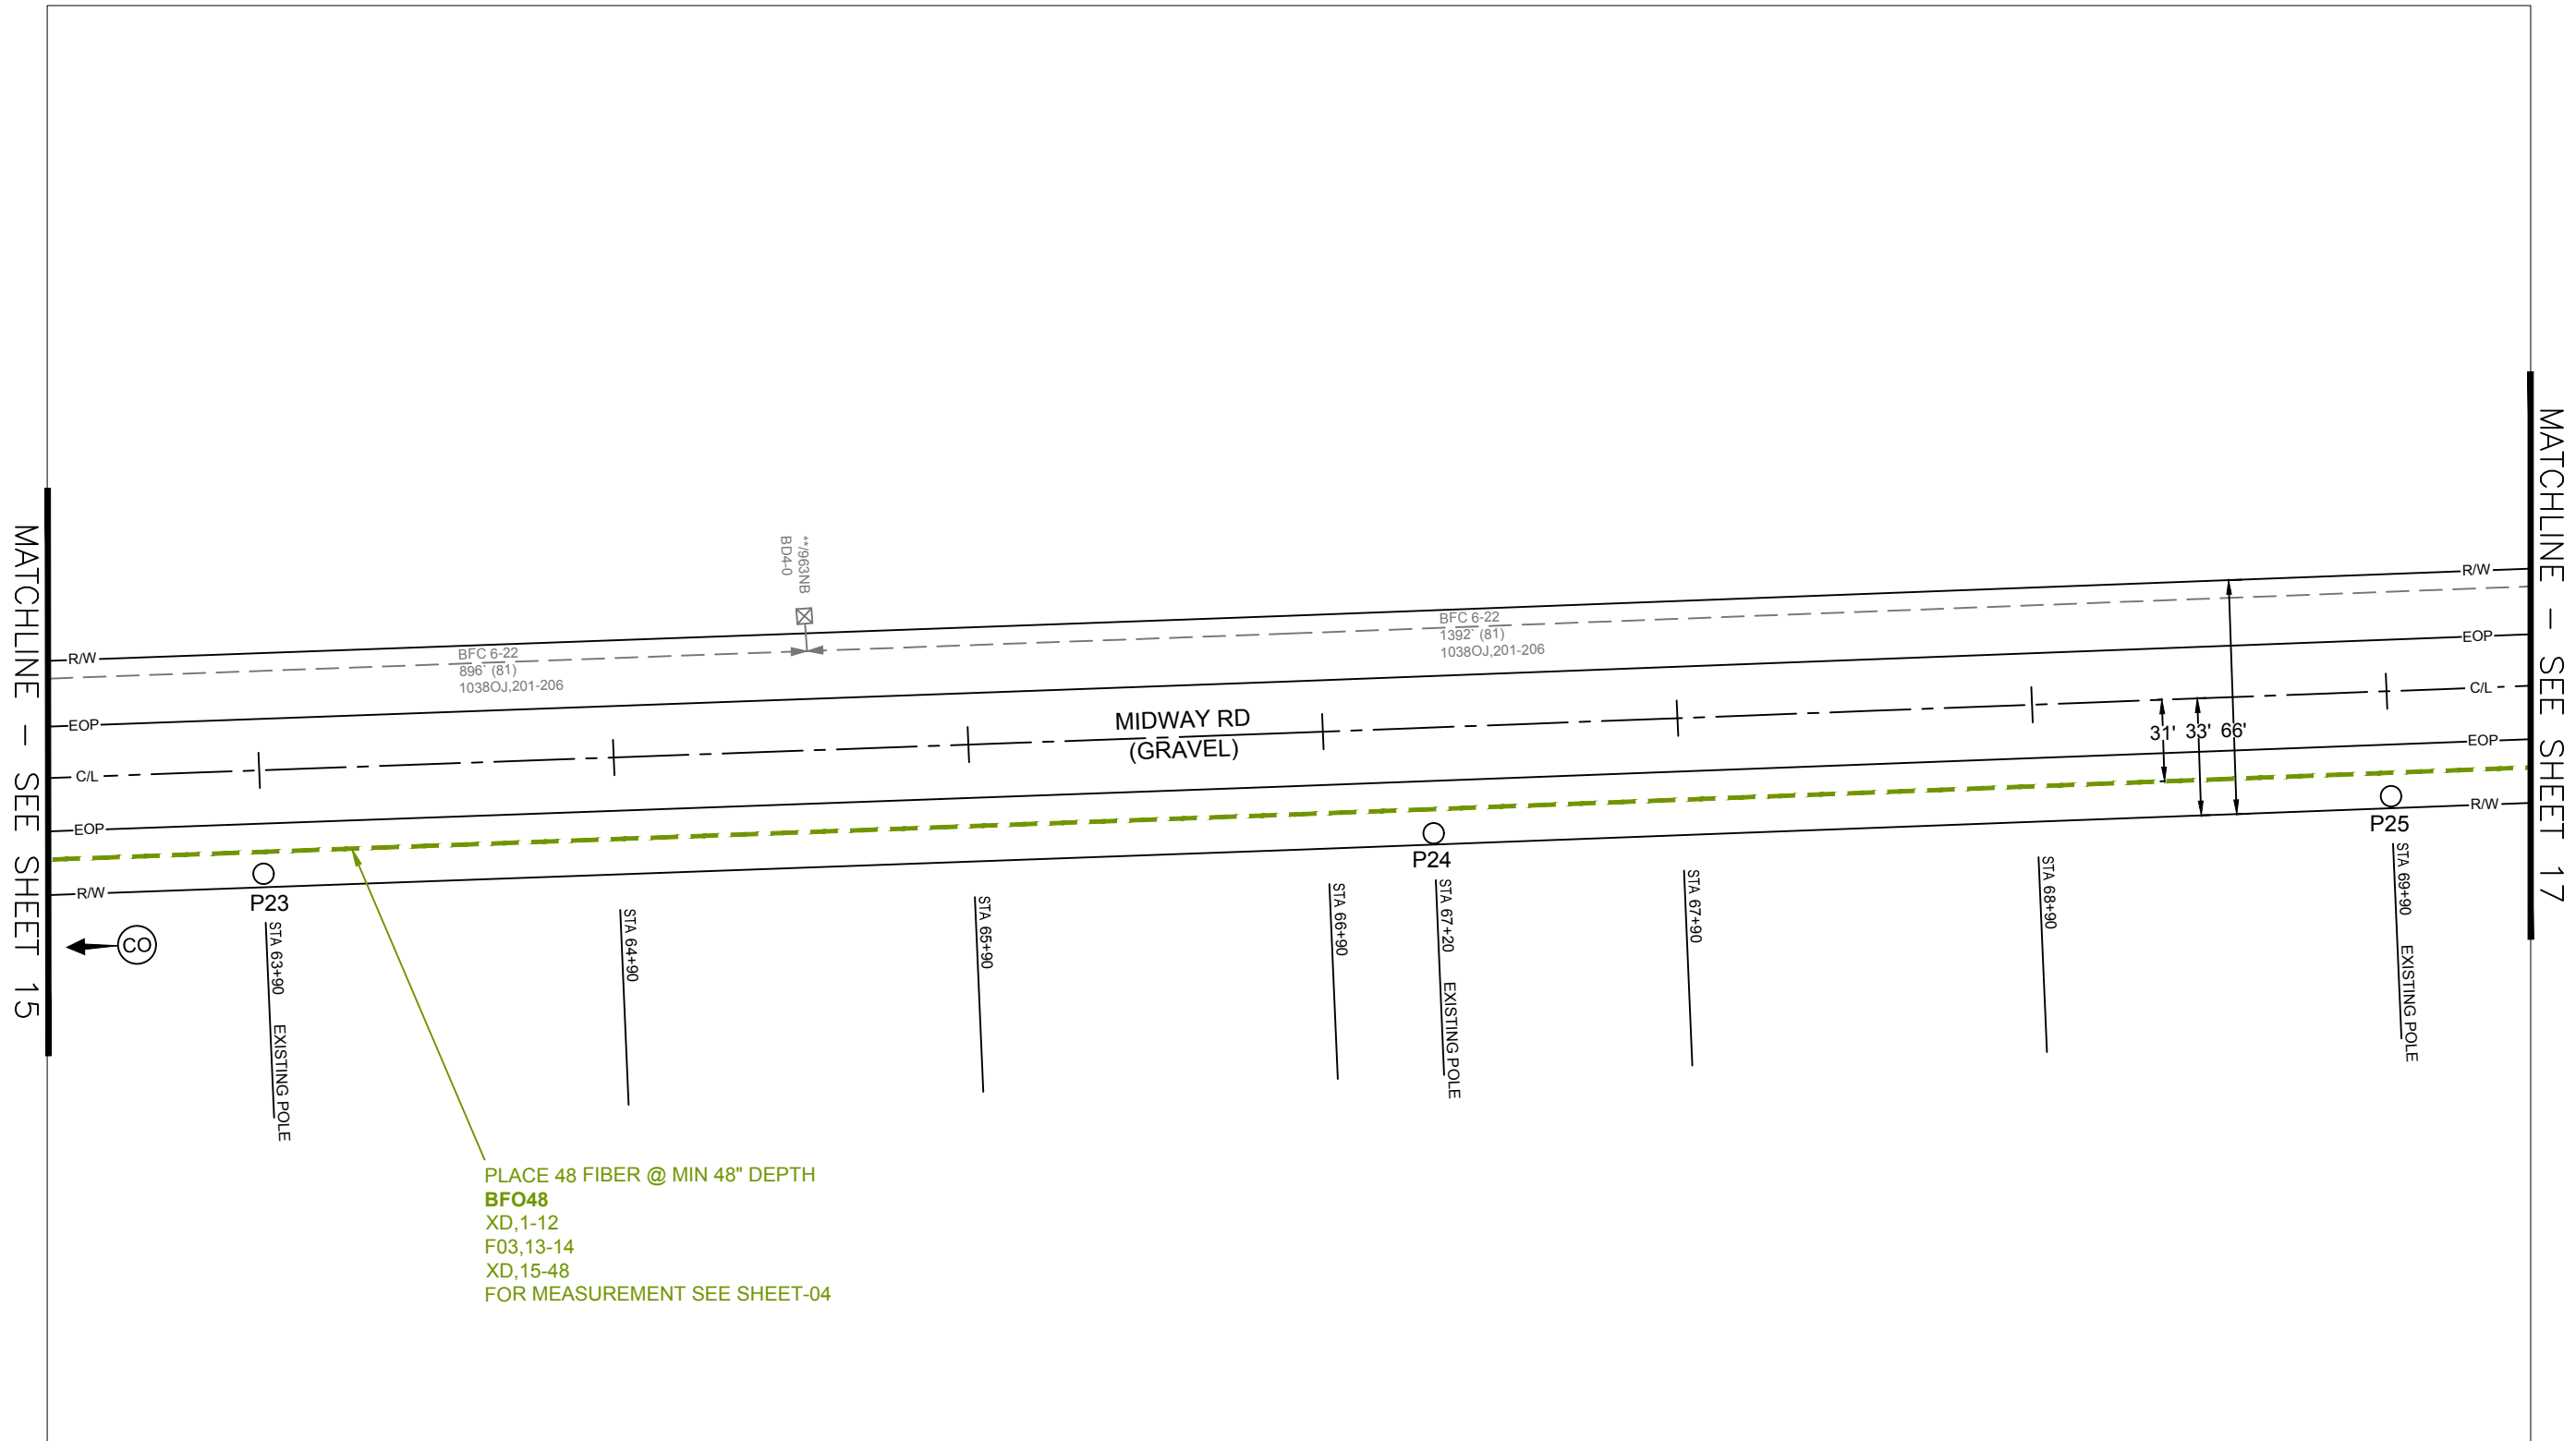 MATCHLINE - SEE SHEET 15
MATCHLINE - SEE SHEET 17
**/963NB
BD4-0
R/W
R/W
BFC 6-22
896` (81)
1038OJ,201-206
BFC 6-22
1392` (81)
1038OJ,201-206
EOP
EOP
C/L
C/L
MIDWAY RD
(GRAVEL)
31' 33' 66'
EOP
EOP
R/W
R/W
P23
P24
P25
CO
STA 63+90 EXISTING POLE
STA 64+90
STA 65+90
STA 66+90
STA 67+20 EXISTING POLE
STA 67+90
STA 68+90
STA 69+90 EXISTING POLE
PLACE 48 FIBER @ MIN 48" DEPTH
BFO48
XD,1-12
F03,13-14
XD,15-48
FOR MEASUREMENT SEE SHEET-04